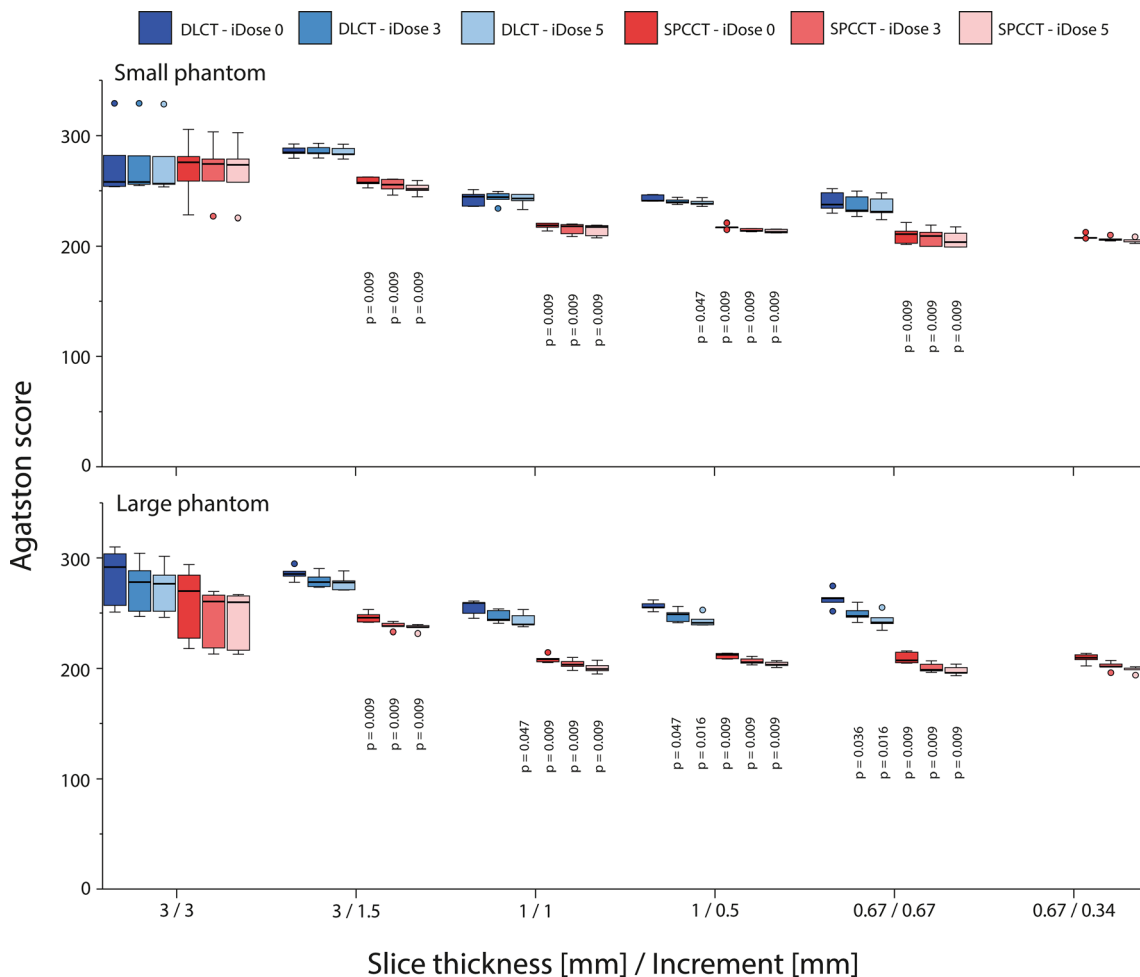 DLCT - iDose 0 DLCT - iDose 3 DLCT - iDose 5 SPCCT - iDose 0 SPCCT - iDose 3 SPCCT - iDose 5
Small phantom
300
200
100
0
p = 0.009 p = 0.009 p = 0.009 p = 0.009 p = 0.009 p = 0.009 p = 0.047 p = 0.009 p = 0.009 p = 0.009 p = 0.009 p = 0.009 p = 0.009
Agatston score
Large phantom
300
200
100
0
p = 0.009 p = 0.009 p = 0.009 p = 0.047 p = 0.009 p = 0.009 p = 0.009 p = 0.047 p = 0.016 p = 0.009 p = 0.009 p = 0.009 p = 0.036 p = 0.016 p = 0.009 p = 0.009 p = 0.009
3 / 3 3 / 1.5 1 / 1 1 / 0.5 0.67 / 0.67 0.67 / 0.34
Slice thickness [mm] / Increment [mm]